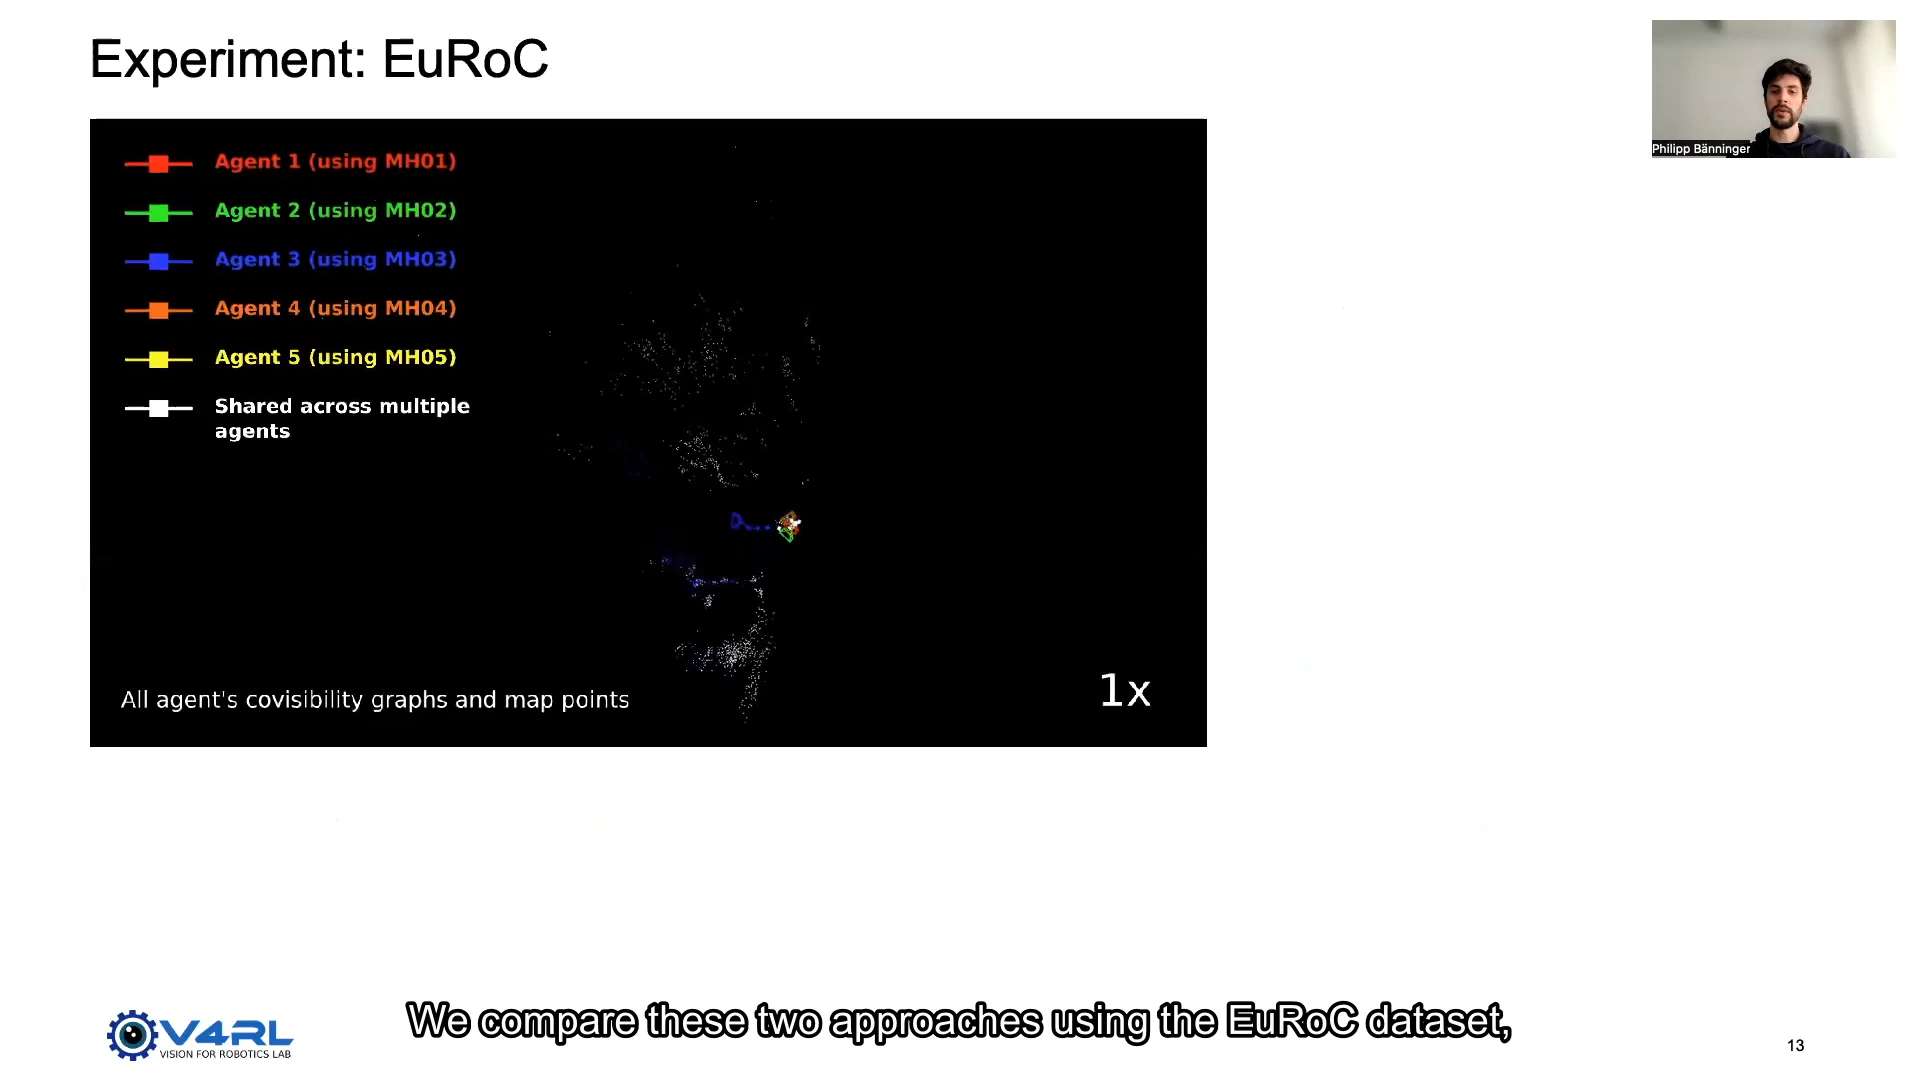 Experiment: EuRoC
Philipp Bänninger
Agent 1 (using MH01)
Agent 2 (using MH02)
Agent 3 (using MH03)
Agent 4 (using MH04)
Agent 5 (using MH05)
Shared across multiple
agents
All agent's covisibility graphs and map points
1x
V4RL
VISION FOR ROBOTICS LAB
We compare these two approaches using the EuRoC dataset,
13